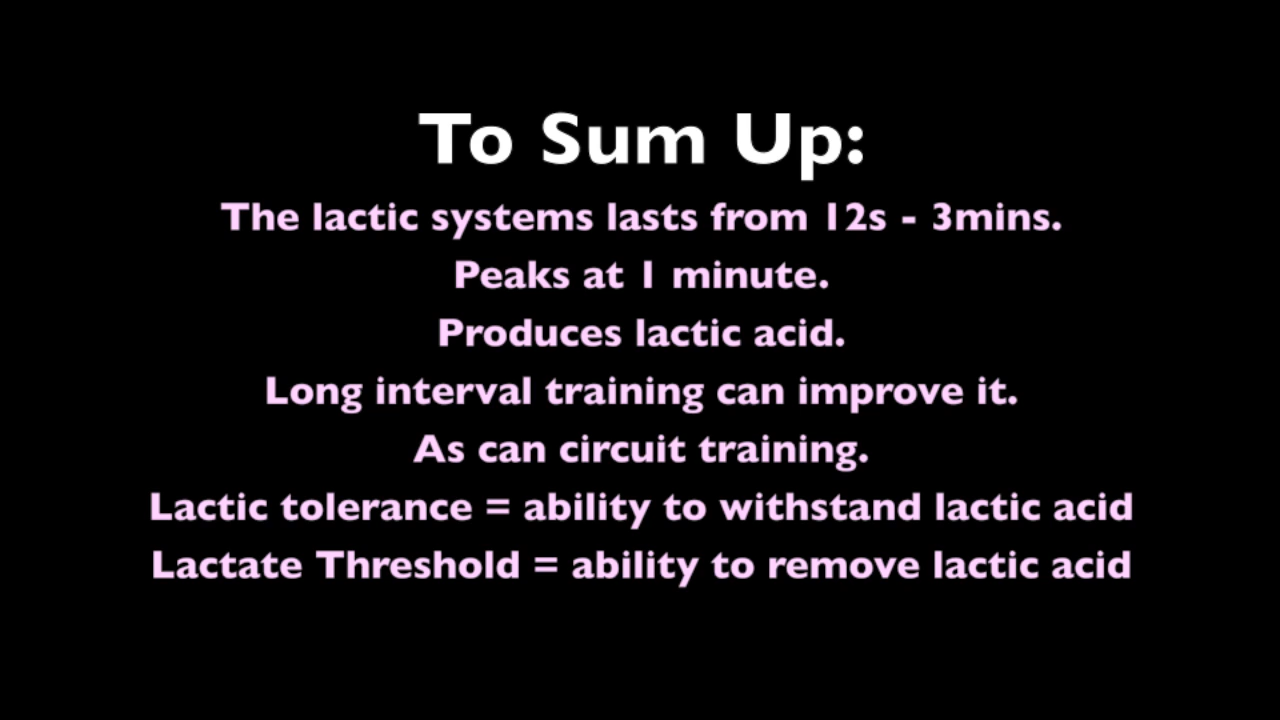 To Sum Up:
The lactic systems lasts from 12s - 3mins.
Peaks at 1 minute.
Produces lactic acid.
Long interval training can improve it.
As can circuit training.
Lactic tolerance = ability to withstand lactic acid
Lactate Threshold = ability to remove lactic acid